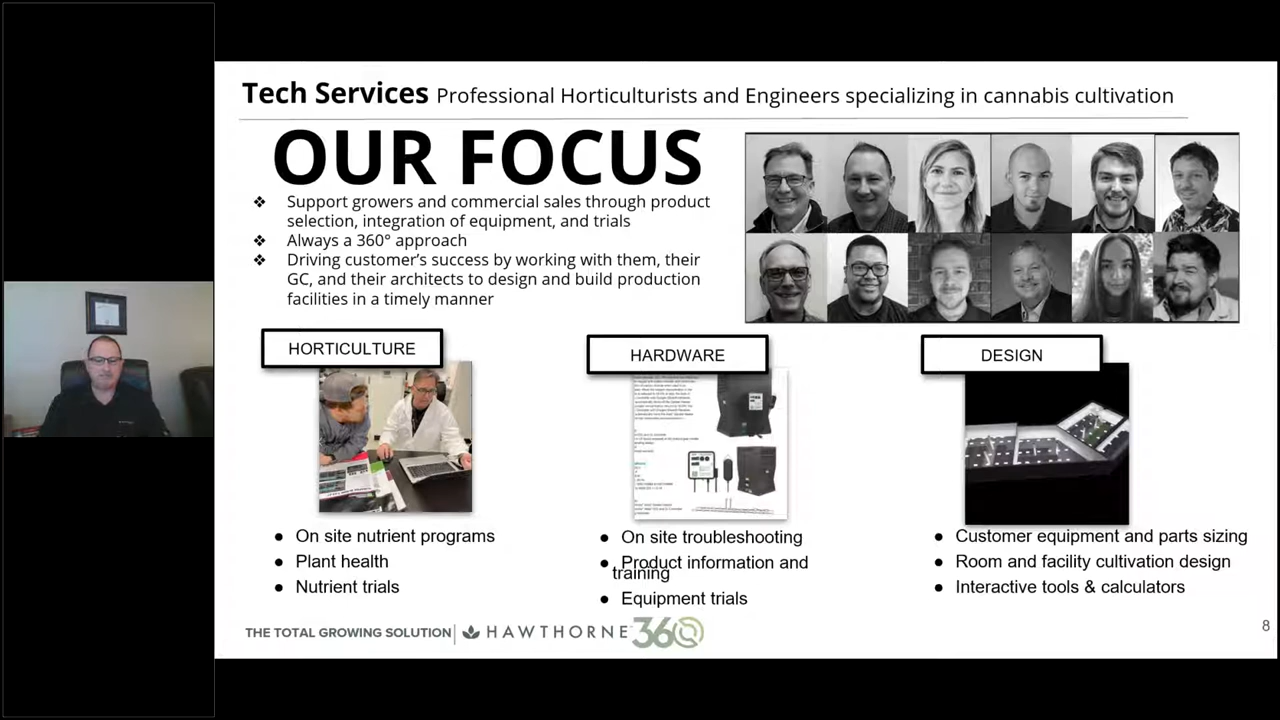 Tech Services Professional Horticulturists and Engineers specializing in cannabis cultivation
OUR FOCUS
❖ Support growers and commercial sales through product
selection, integration of equipment, and trials
❖ Always a 360° approach
❖ Driving customer's success by working with them, their
GC, and their architects to design and build production
facilities in a timely manner
HORTICULTURE
● On site nutrient programs
● Plant health
● Nutrient trials
HARDWARE
● On site troubleshooting
● Product information and
training
● Equipment trials
DESIGN
● Customer equipment and parts sizing
● Room and facility cultivation design
● Interactive tools & calculators
THE TOTAL GROWING SOLUTION | HAWTHORNE 360
8